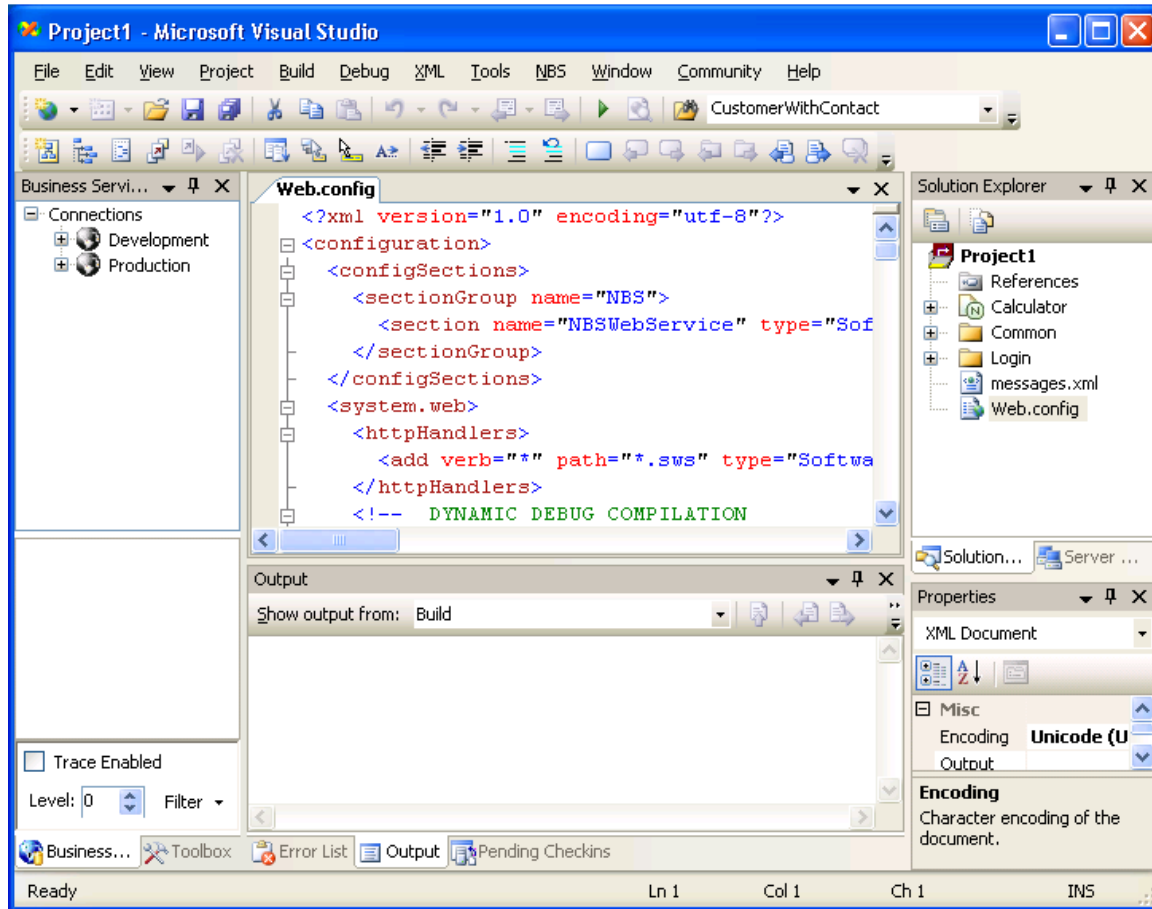 Project1 - Microsoft Visual Studio
File Edit View Project Build Debug XML Tools NBS Window Community Help
CustomerWithContact
Business Servi...
Connections
Development
Production
Trace Enabled
Level: 0 Filter
Business... Toolbox
Web.config
<?xml version="1.0" encoding="utf-8"?>
<configuration>
<configSections>
<sectionGroup name="NBS">
<section name="NBSWebService" type="Sof
</sectionGroup>
</configSections>
<system.web>
<httpHandlers>
<add verb="*" path="*.sws" type="Softwa
</httpHandlers>
<!-- DYNAMIC DEBUG COMPILATION
Output
Show output from: Build
Error List Output Pending Checkins
Solution Explorer
Project1
References
Calculator
Common
Login
messages.xml
Web.config
Solution... Server ...
Properties
XML Document
Misc
Encoding Unicode (U
Output
Encoding
Character encoding of the
document.
Ready Ln 1 Col 1 Ch 1 INS